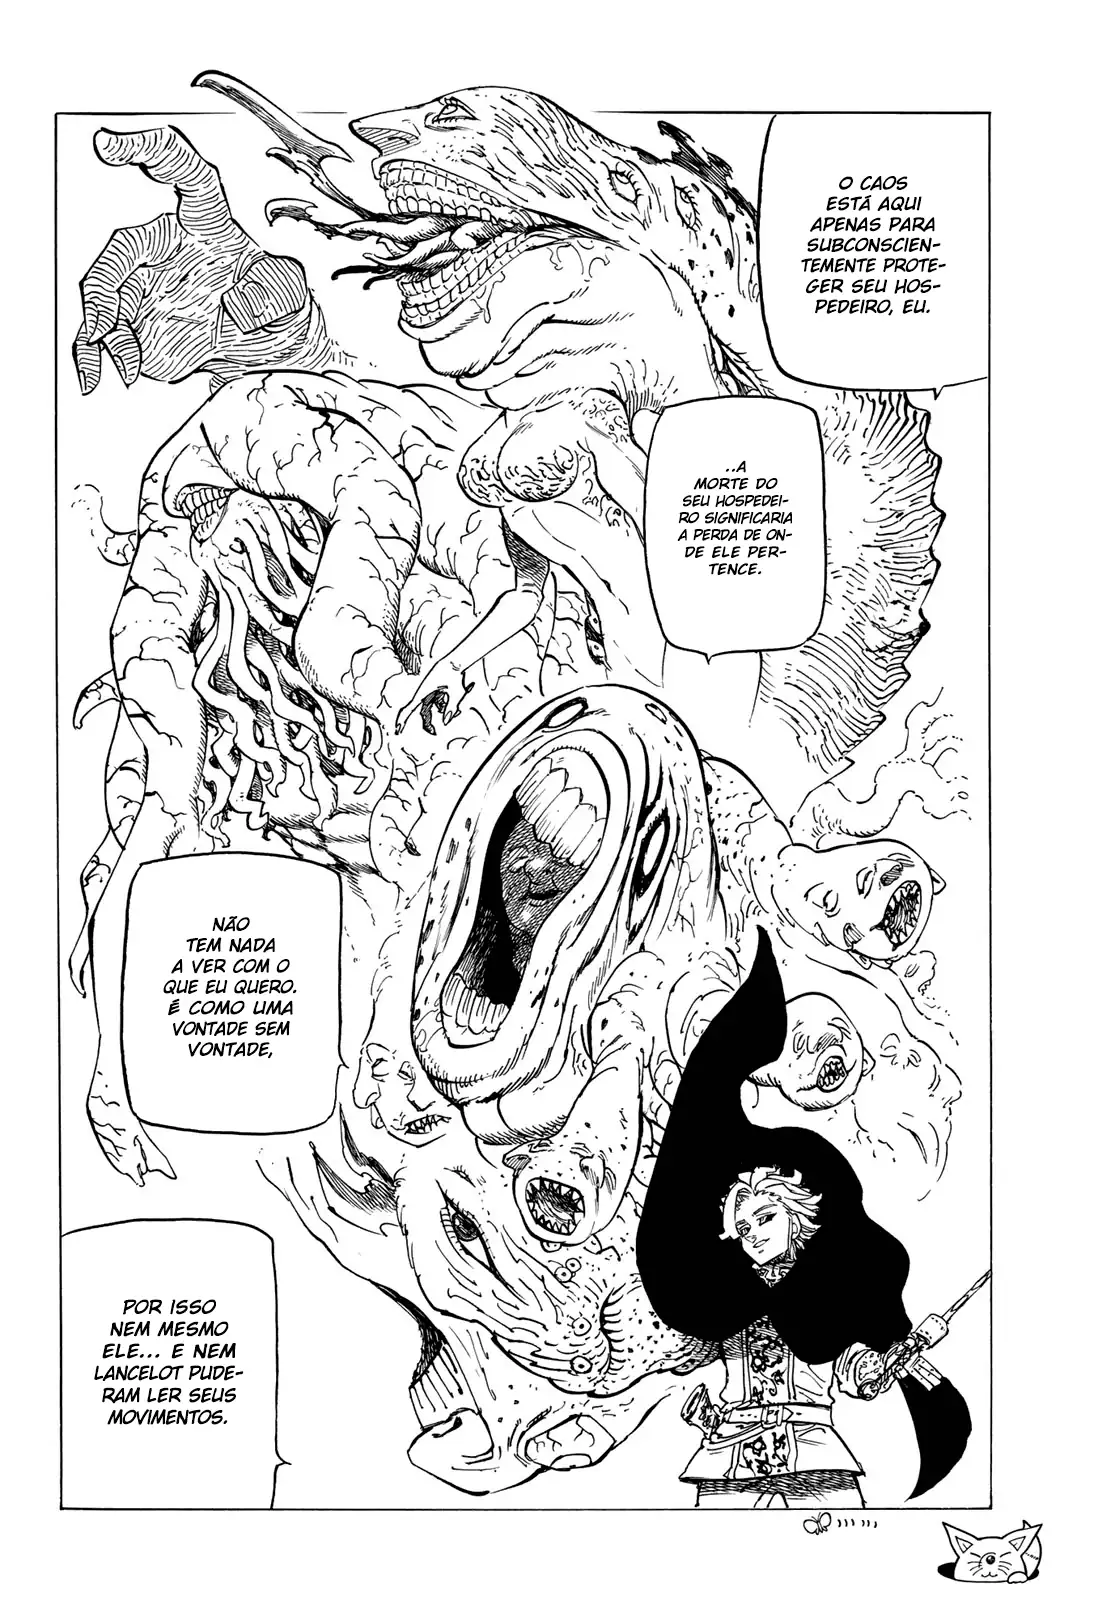 O CAOS
ESTÁ AQUI
APENAS PARA
SUBCONSCIEN-
TEMENTE PROTE-
GER SEU HOS-
PEDEIRO, EU.
..A
MORTE DO
SEU HOSPEDEI-
RO SIGNIFICARIA
A PERDA DE ON-
DE ELE PER-
TENCE.
NÃO
TEM NADA
A VER COM O
QUE EU QUERO.
É COMO UMA
VONTADE SEM
VONTADE,
POR ISSO
NEM MESMO
ELE... E NEM
LANCELOT PUDE-
RAM LER SEUS
MOVIMENTOS.